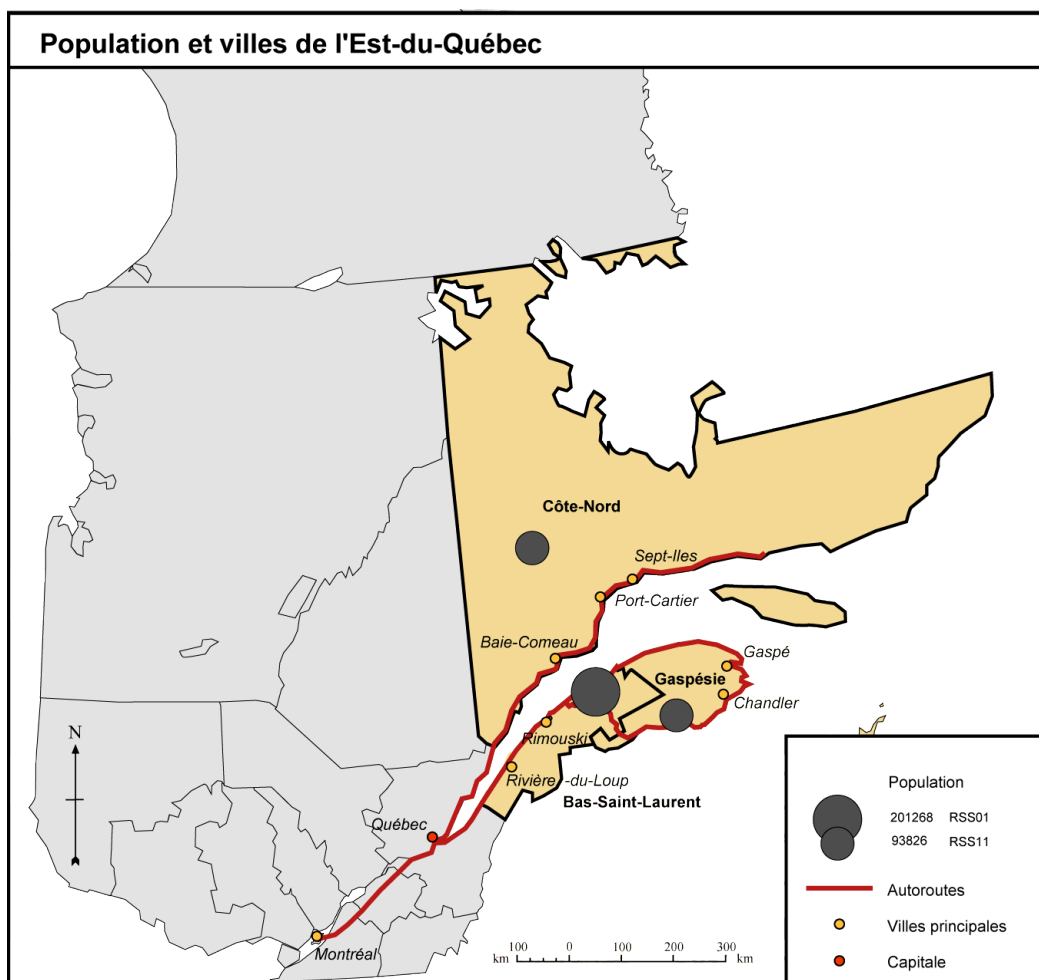 Population et villes de l'Est-du-Québec
Côte-Nord
Sept-Iles
Port-Cartier
Baie-Comeau
Gaspé
Gaspésie
Chandler
Rimouski
Rivière -du-Loup
Bas-Saint-Laurent
Québec
Montréal
N
100 0 100 200 300
km km
Population
201268 RSS01
93826 RSS11
Autoroutes
Villes principales
Capitale